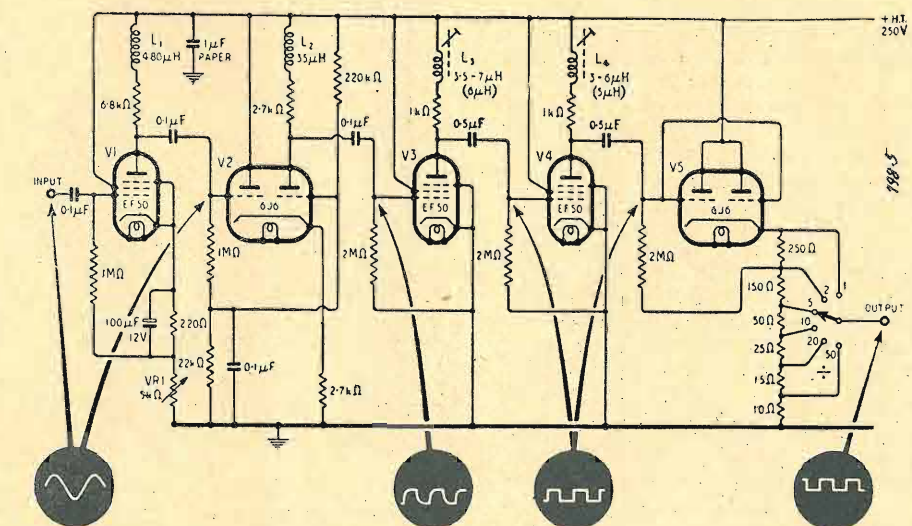 + H.T.
250V
L₁
480μH
1μF
PAPER
L₂
35μH
220kΩ
L₃
3·5-7μH
(6μH)
L₄
3-6μH
(5μH)
6·8kΩ
2·7kΩ
1kΩ
1kΩ
0·1μF
0·1μF
0·5μF
0·5μF
V1
V2
V3
V4
V5
INPUT
0·1μF
EF50
6J6
EF50
EF50
6J6
1MΩ
1MΩ
2MΩ
2MΩ
2MΩ
250Ω
150Ω
50Ω
25Ω
15Ω
10Ω
2
1
5
10
20
50
÷
OUTPUT
100μF
12V
220Ω
22kΩ
0·1μF
2·7kΩ
VR1
5kΩ